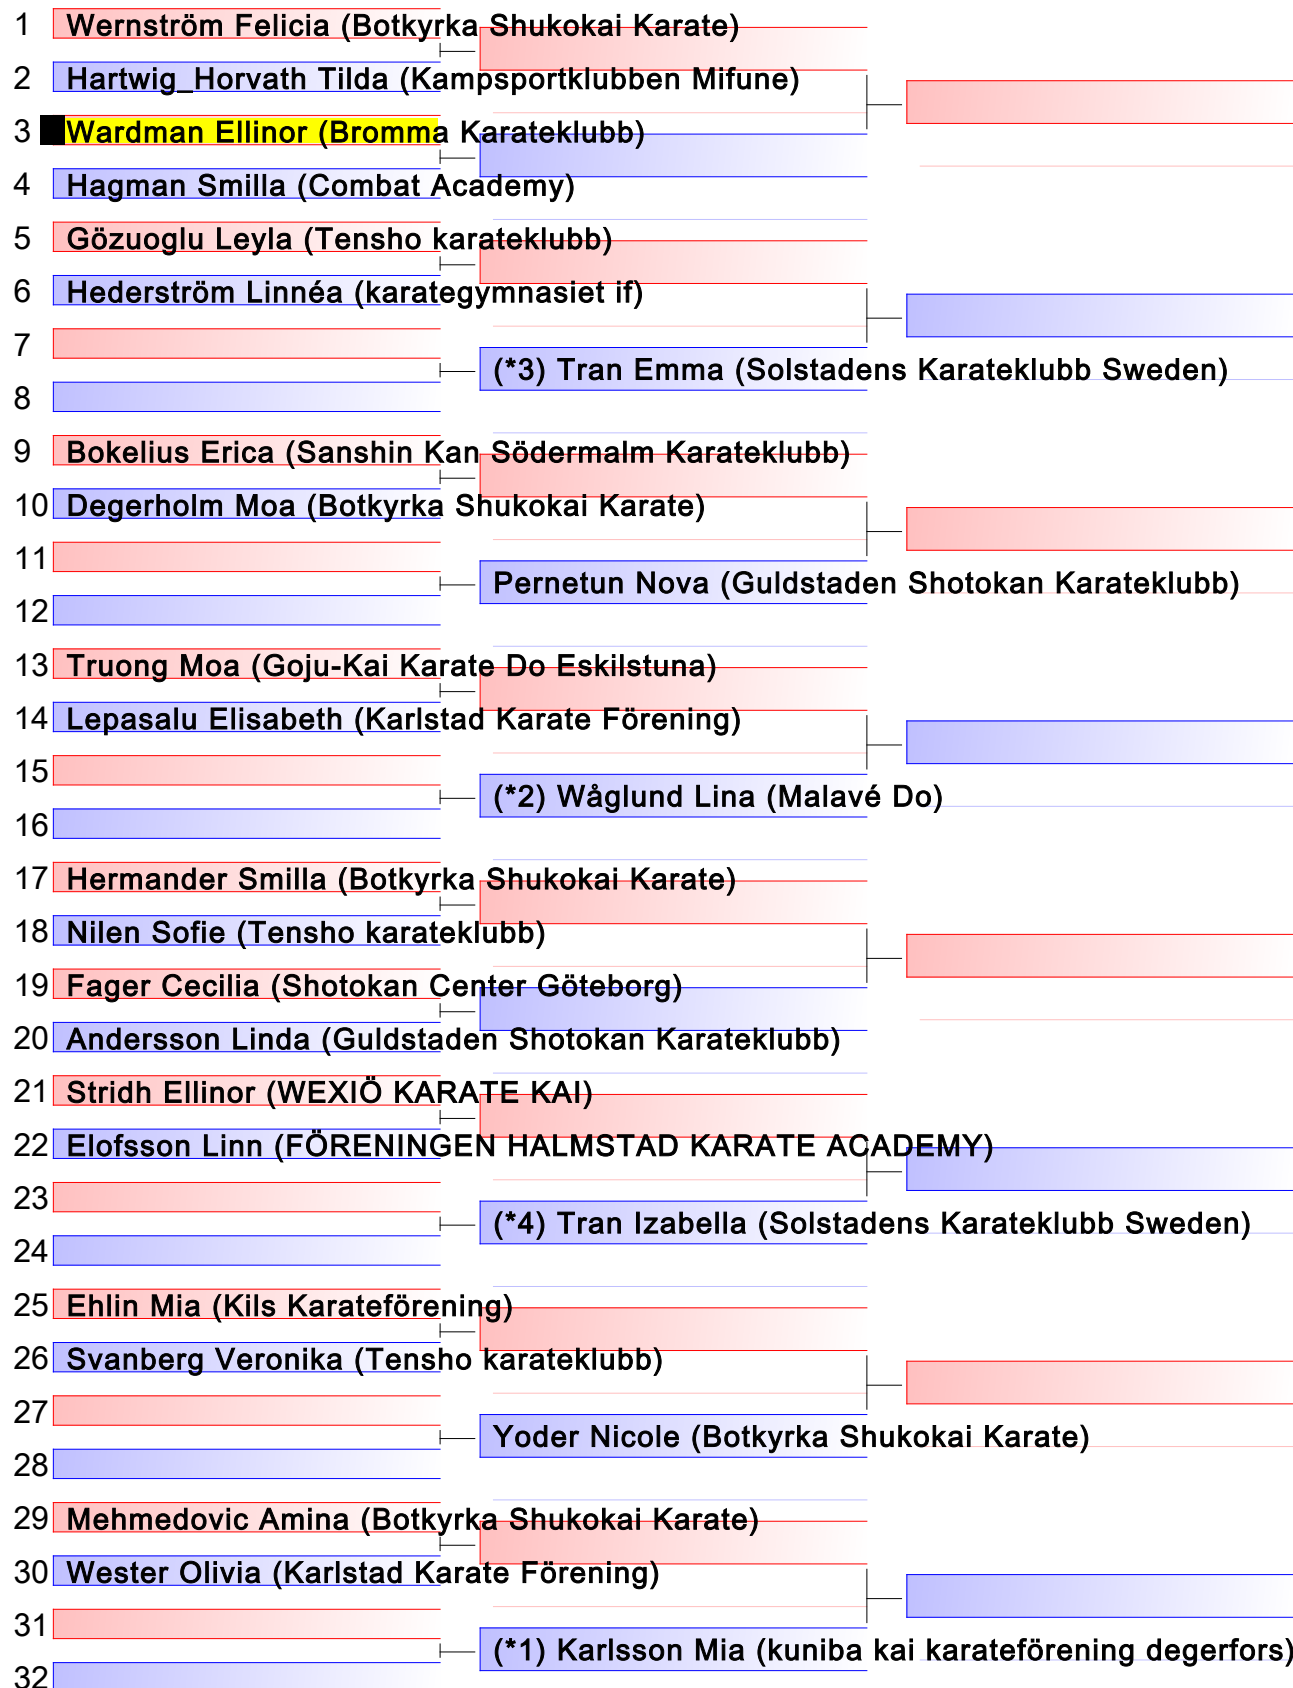 1 Wernström Felicia (Botkyrka Shukokai Karate)
2 Hartwig_Horvath Tilda (Kampsportklubben Mifune)
3 Wardman Ellinor (Bromma Karateklubb)
4 Hagman Smilla (Combat Academy)
5 Gözuoglu Leyla (Tensho karateklubb)
6 Hederström Linnéa (karategymnasiet if)
7
(*3) Tran Emma (Solstadens Karateklubb Sweden)
8
9 Bokelius Erica (Sanshin Kan Södermalm Karateklubb)
10 Degerholm Moa (Botkyrka Shukokai Karate)
11
Pernetun Nova (Guldstaden Shotokan Karateklubb)
12
13 Truong Moa (Goju-Kai Karate Do Eskilstuna)
14 Lepasalu Elisabeth (Karlstad Karate Förening)
15
(*2) Wåglund Lina (Malavé Do)
16
17 Hermander Smilla (Botkyrka Shukokai Karate)
18 Nilen Sofie (Tensho karateklubb)
19 Fager Cecilia (Shotokan Center Göteborg)
20 Andersson Linda (Guldstaden Shotokan Karateklubb)
21 Stridh Ellinor (WEXIÖ KARATE KAI)
22 Elofsson Linn (FÖRENINGEN HALMSTAD KARATE ACADEMY)
23
(*4) Tran Izabella (Solstadens Karateklubb Sweden)
24
25 Ehlin Mia (Kils Karateförening)
26 Svanberg Veronika (Tensho karateklubb)
27
Yoder Nicole (Botkyrka Shukokai Karate)
28
29 Mehmedovic Amina (Botkyrka Shukokai Karate)
30 Wester Olivia (Karlstad Karate Förening)
31
(*1) Karlsson Mia (kuniba kai karateförening degerfors)
32